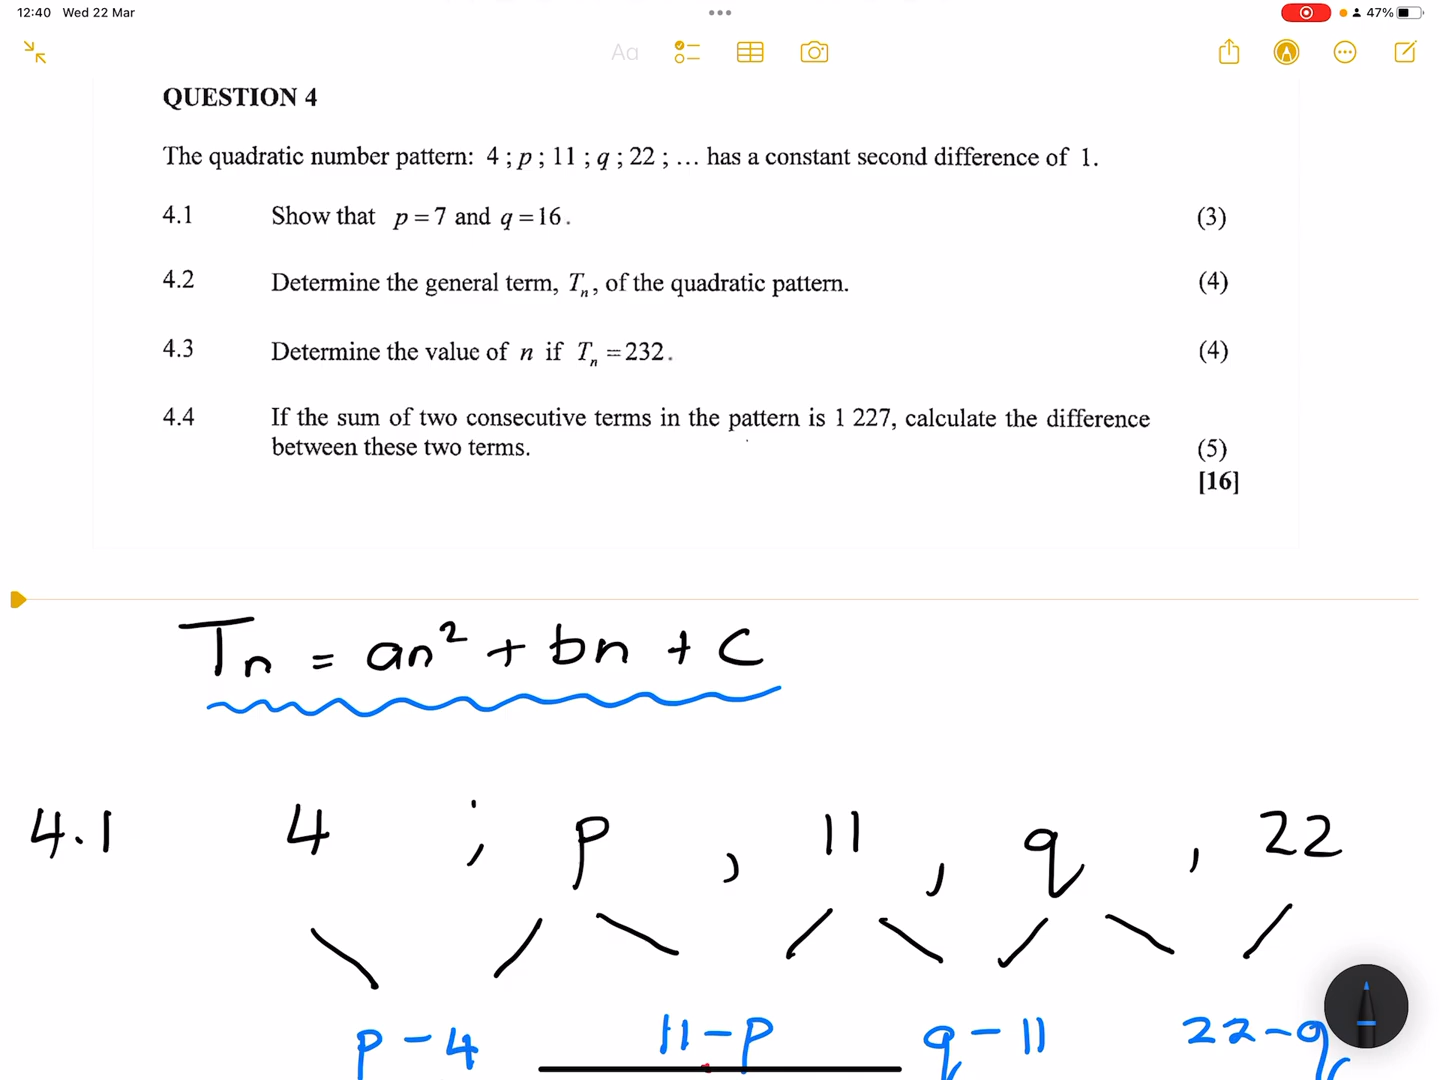 12:40 Wed 22 Mar
47%
Aa
QUESTION 4
The quadratic number pattern: 4 ; p ; 11 ; q ; 22 ; ... has a constant second difference of 1.
4.1 Show that p = 7 and q = 16. (3)
4.2 Determine the general term, Tₙ, of the quadratic pattern. (4)
4.3 Determine the value of n if Tₙ = 232. (4)
4.4 If the sum of two consecutive terms in the pattern is 1 227, calculate the difference
between these two terms. (5)
[16]
Tₙ = an² + bn + c
4.1 4 ; p , 11 , q , 22
p - 4 11 - p q - 11 22 - q